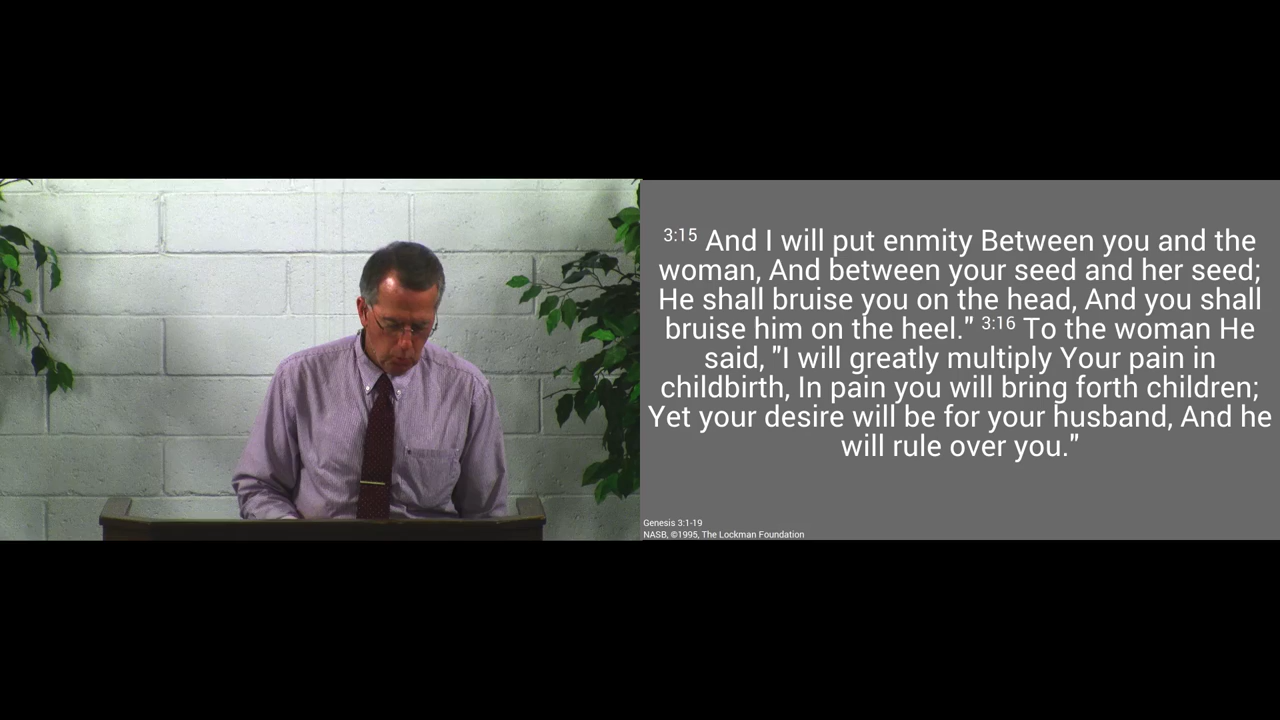 3:15 And I will put enmity Between you and the
woman, And between your seed and her seed;
He shall bruise you on the head, And you shall
bruise him on the heel." 3:16 To the woman He
said, "I will greatly multiply Your pain in
childbirth, In pain you will bring forth children;
Yet your desire will be for your husband, And he
will rule over you."
Genesis 3:1-19
NASB, ©1995, The Lockman Foundation